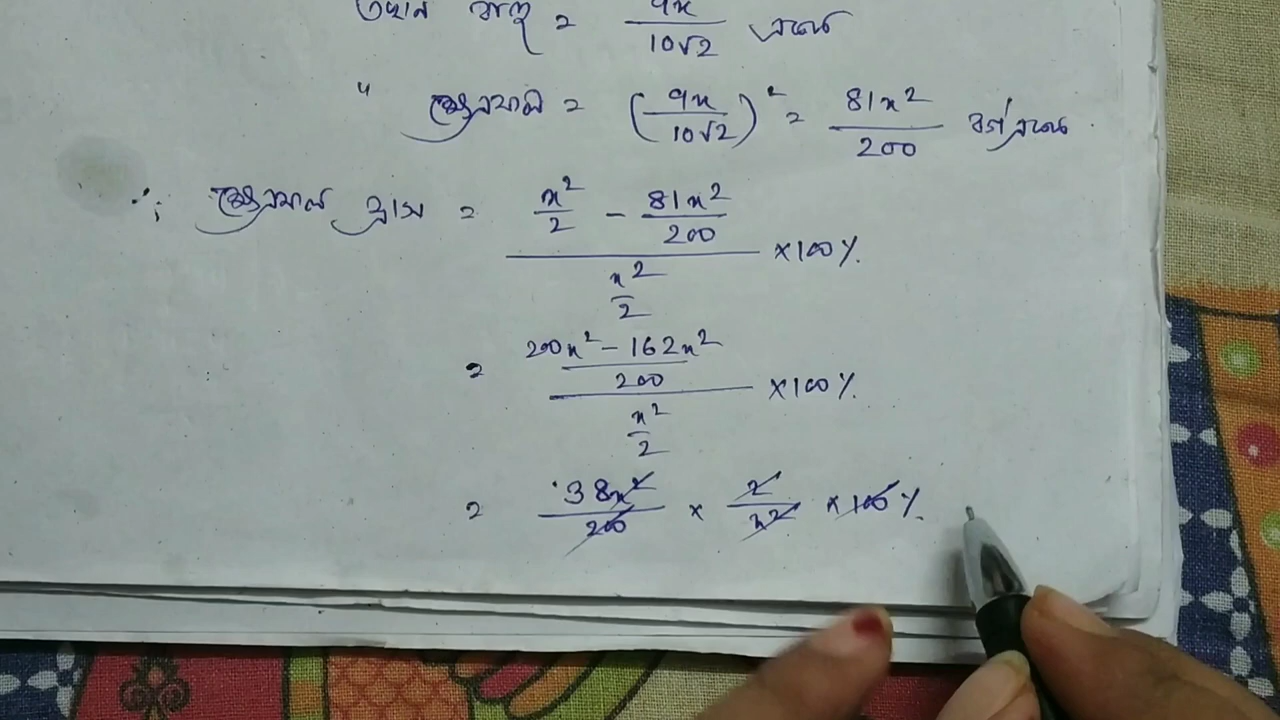 তখন বাহু = 9x/10√2 একক
" ক্ষেত্রফল = (9x/10√2)² = 81x²/200 বর্গএকক
∴ ক্ষেত্রফল হ্রাস = (x²/2 - 81x²/200)/(x²/2) ×100%
= ((200x² - 162x²)/200)/(x²/2) ×100%
= 38x²/200 × 2/x² ×100%